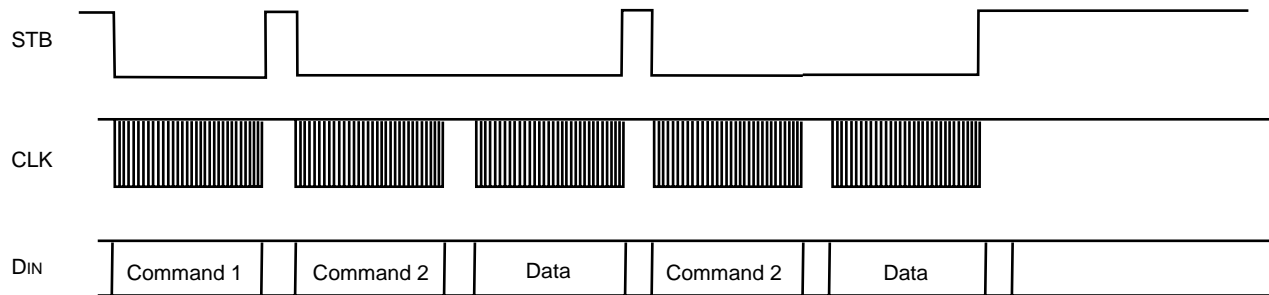 STB
CLK
DIN
Command 1
Command 2
Data
Command 2
Data